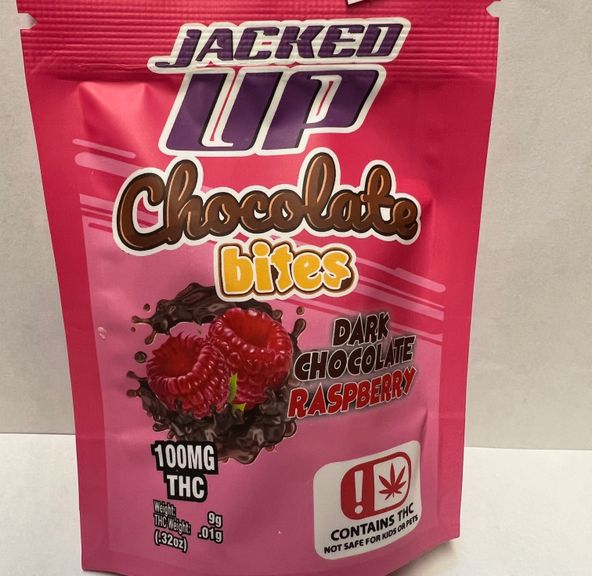 JACKED
UP
Chocolate
bites
DARK
CHOCOLATE
RASPBERRY
100MG
THC
Weight: 9g
THC Weight: .01g
(.32oz)
!
CONTAINS THC
NOT SAFE FOR KIDS OR PETS